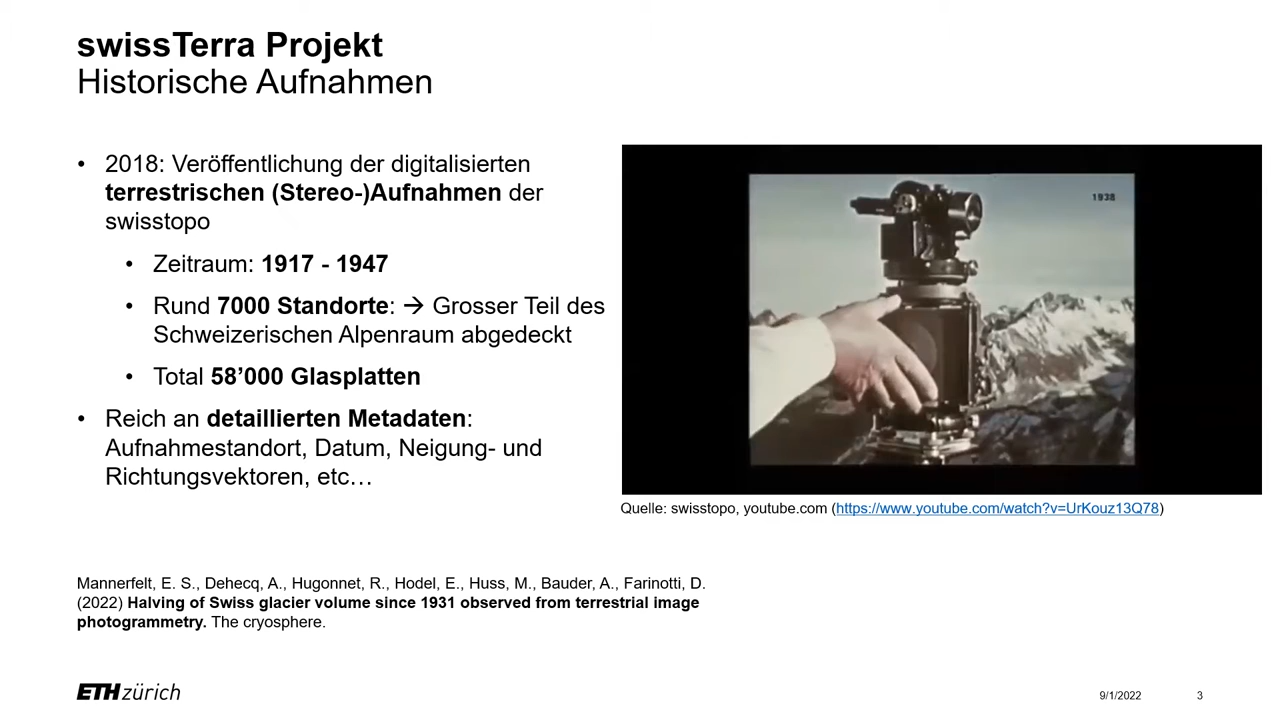 swissTerra Projekt
Historische Aufnahmen
• 2018: Veröffentlichung der digitalisierten
terrestrischen (Stereo-)Aufnahmen der
swisstopo
• Zeitraum: 1917 - 1947
• Rund 7000 Standorte: → Grosser Teil des
Schweizerischen Alpenraum abgedeckt
• Total 58’000 Glasplatten
• Reich an detaillierten Metadaten:
Aufnahmestandort, Datum, Neigung- und
Richtungsvektoren, etc…
1938
Quelle: swisstopo, youtube.com (https://www.youtube.com/watch?v=UrKouz13Q78)
Mannerfelt, E. S., Dehecq, A., Hugonnet, R., Hodel, E., Huss, M., Bauder, A., Farinotti, D.
(2022) Halving of Swiss glacier volume since 1931 observed from terrestrial image
photogrammetry. The cryosphere.
ETH zürich
9/1/2022
3